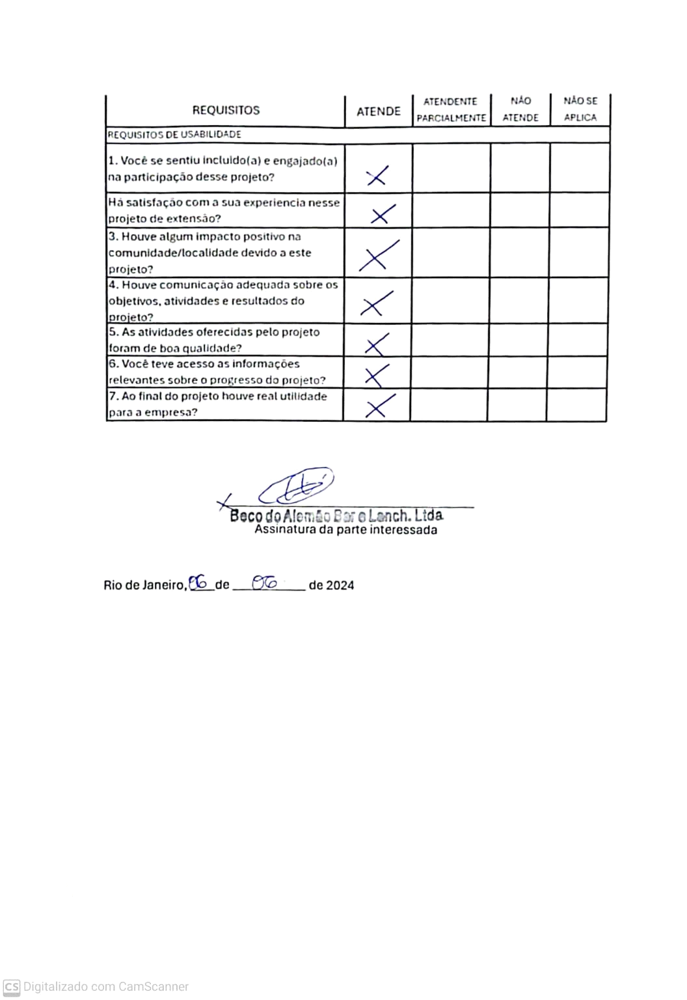 REQUISITOS
ATENDE
ATENDENTE
PARCIALMENTE
NÃO
ATENDE
NÃO SE
APLICA
REQUISITOS DE USABILIDADE
1. Você se sentiu incluido(a) e engajado(a)
na participação desse projeto?
X
Há satisfação com a sua experiencia nesse
projeto de extensão?
X
3. Houve algum impacto positivo na
comunidade/localidade devido a este
projeto?
X
4. Houve comunicação adequada sobre os
objetivos, atividades e resultados do
projeto?
X
5. As atividades oferecidas pelo projeto
foram de boa qualidade?
X
6. Você teve acesso as informações
relevantes sobre o progresso do projeto?
X
7. Ao final do projeto houve real utilidade
para a empresa?
X
X
Beco do Alemão Bar e Lanch. Ltda
Assinatura da parte interessada
Rio de Janeiro, 06 de 06 de 2024
CS Digitalizado com CamScanner